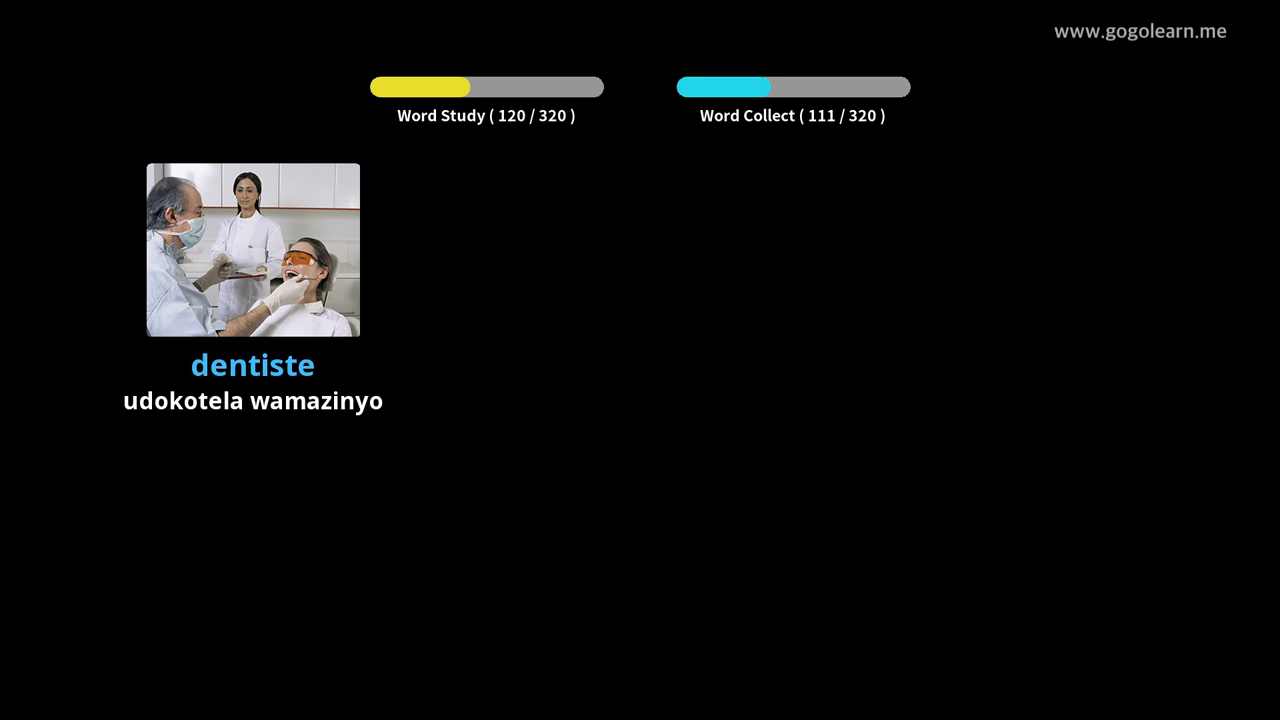 www.gogolearn.me
Word Study ( 120 / 320 )
Word Collect ( 111 / 320 )
dentiste
udokotela wamazinyo